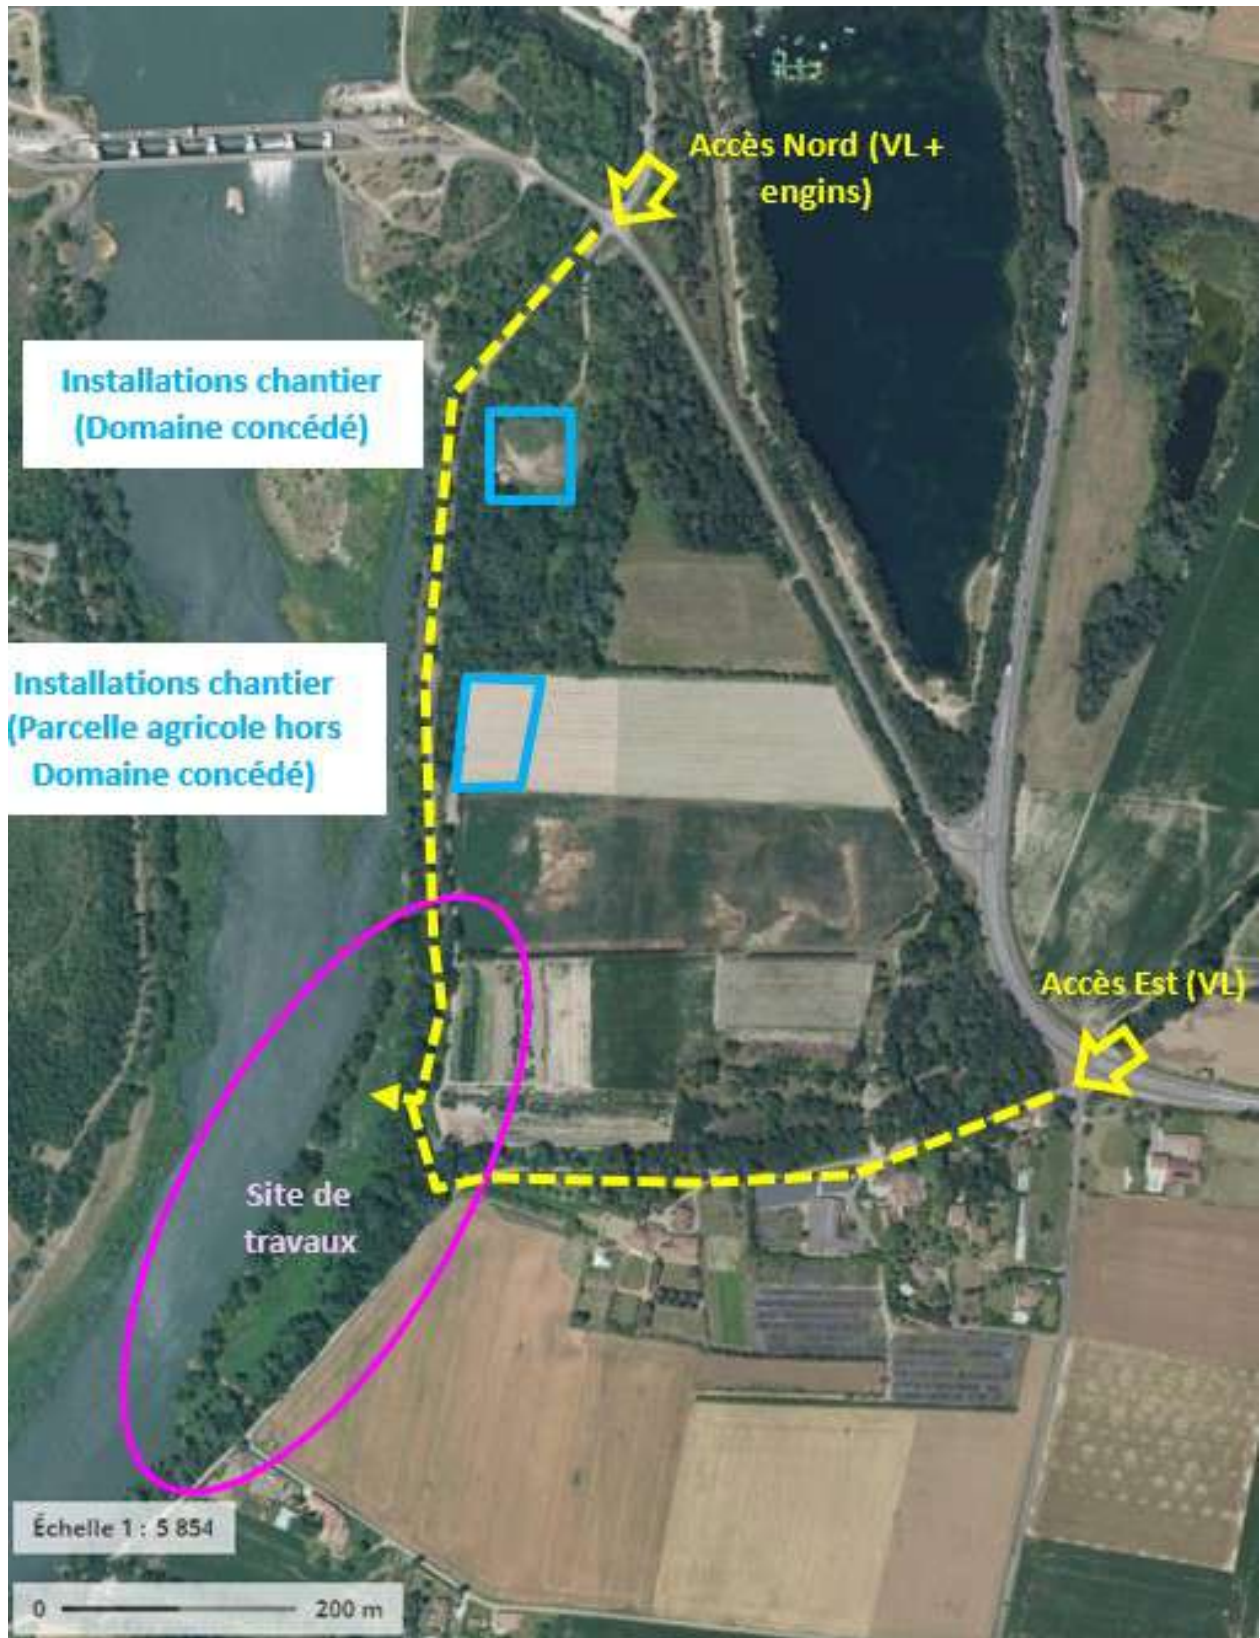 Accès Nord (VL +
engins)
Installations chantier
(Domaine concédé)
Installations chantier
(Parcelle agricole hors
Domaine concédé)
Accès Est (VL)
Site de
travaux
Échelle 1 : 5 854
0 200 m